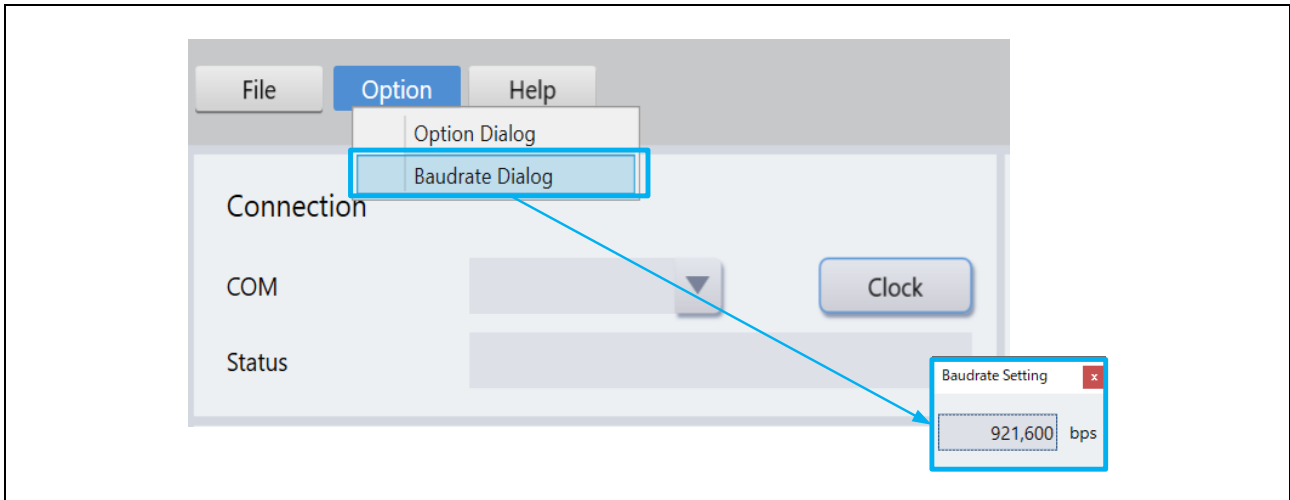 File Option Help
Option Dialog
Baudrate Dialog
Connection
COM Clock
Status
Baudrate Setting x
921,600 bps